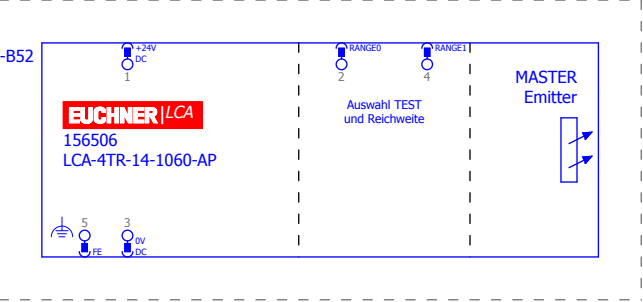 -B52
+24V
DC
1
RANGE0
2
RANGE1
4
MASTER
Emitter
EUCHNER LCA
Auswahl TEST
und Reichweite
156506
LCA-4TR-14-1060-AP
5
FE
3
0V
DC